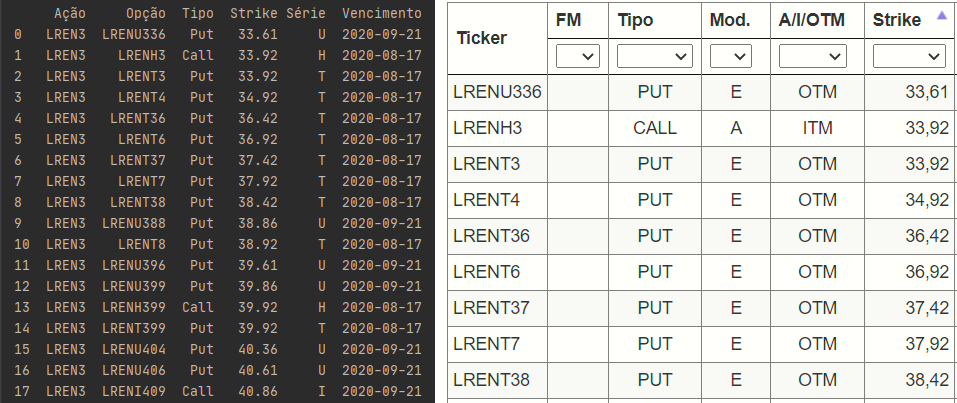 Ação Opção Tipo Strike Série Vencimento
0 LREN3 LRENU336 Put 33.61 U 2020-09-21
1 LREN3 LRENH3 Call 33.92 H 2020-08-17
2 LREN3 LRENT3 Put 33.92 T 2020-08-17
3 LREN3 LRENT4 Put 34.92 T 2020-08-17
4 LREN3 LRENT36 Put 36.42 T 2020-08-17
5 LREN3 LRENT6 Put 36.92 T 2020-08-17
6 LREN3 LRENT37 Put 37.42 T 2020-08-17
7 LREN3 LRENT7 Put 37.92 T 2020-08-17
8 LREN3 LRENT38 Put 38.42 T 2020-08-17
9 LREN3 LRENU388 Put 38.86 U 2020-09-21
10 LREN3 LRENT8 Put 38.92 T 2020-08-17
11 LREN3 LRENU396 Put 39.61 U 2020-09-21
12 LREN3 LRENU399 Put 39.86 U 2020-09-21
13 LREN3 LRENH399 Call 39.92 H 2020-08-17
14 LREN3 LRENT399 Put 39.92 T 2020-08-17
15 LREN3 LRENU404 Put 40.36 U 2020-09-21
16 LREN3 LRENU406 Put 40.61 U 2020-09-21
17 LREN3 LRENI409 Call 40.86 I 2020-09-21
Ticker FM Tipo Mod. A/I/OTM Strike
LRENU336 PUT E OTM 33,61
LRENH3 CALL A ITM 33,92
LRENT3 PUT E OTM 33,92
LRENT4 PUT E OTM 34,92
LRENT36 PUT E OTM 36,42
LRENT6 PUT E OTM 36,92
LRENT37 PUT E OTM 37,42
LRENT7 PUT E OTM 37,92
LRENT38 PUT E OTM 38,42